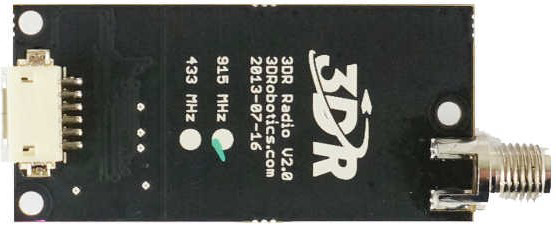 3DR
3DR Radio V2.0
3DRobotics.com
2013-07-16
915 MHz
433 MHz